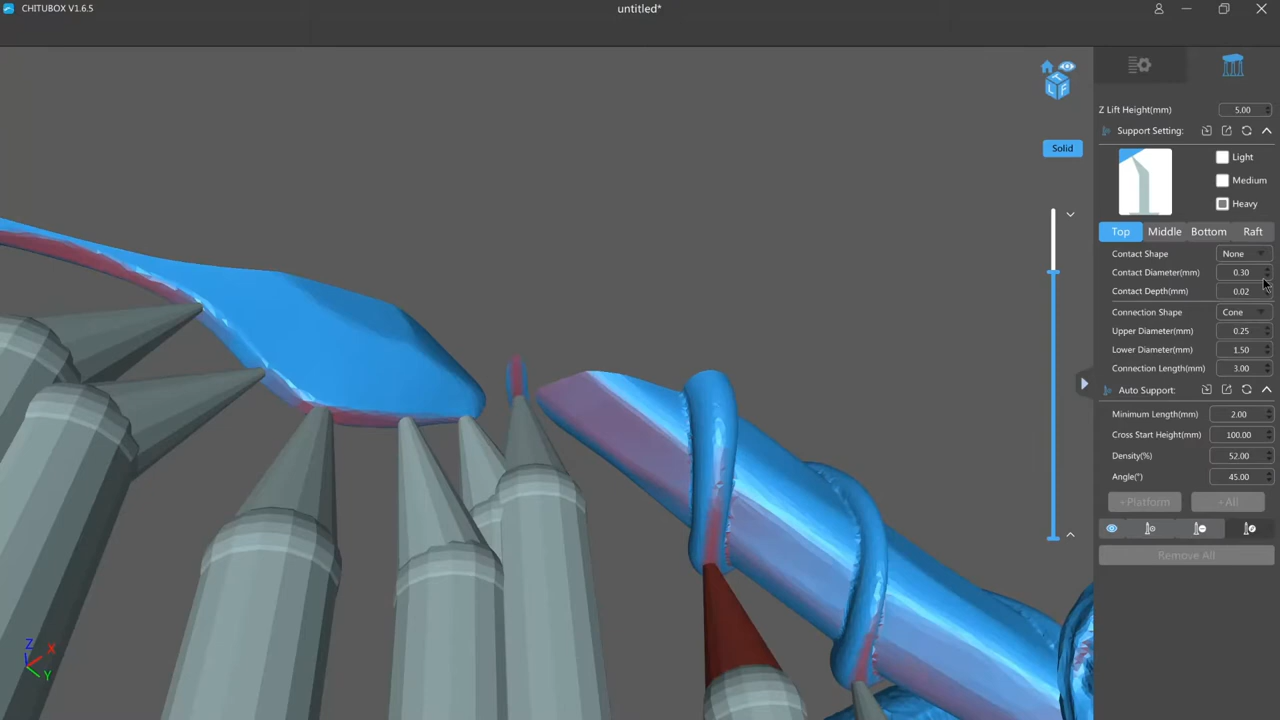 CHITUBOX V1.6.5
untitled*
Z Lift Height(mm) 5.00
Support Setting:
Light
Medium
Heavy
Top Middle Bottom Raft
Contact Shape None
Contact Diameter(mm) 0.30
Contact Depth(mm) 0.02
Connection Shape Cone
Upper Diameter(mm) 0.25
Lower Diameter(mm) 1.50
Connection Length(mm) 3.00
Auto Support:
Minimum Length(mm) 2.00
Cross Start Height(mm) 100.00
Density(%) 52.00
Angle(°) 45.00
+Platform +All
Remove All
Solid
T
L F
Z
X
Y